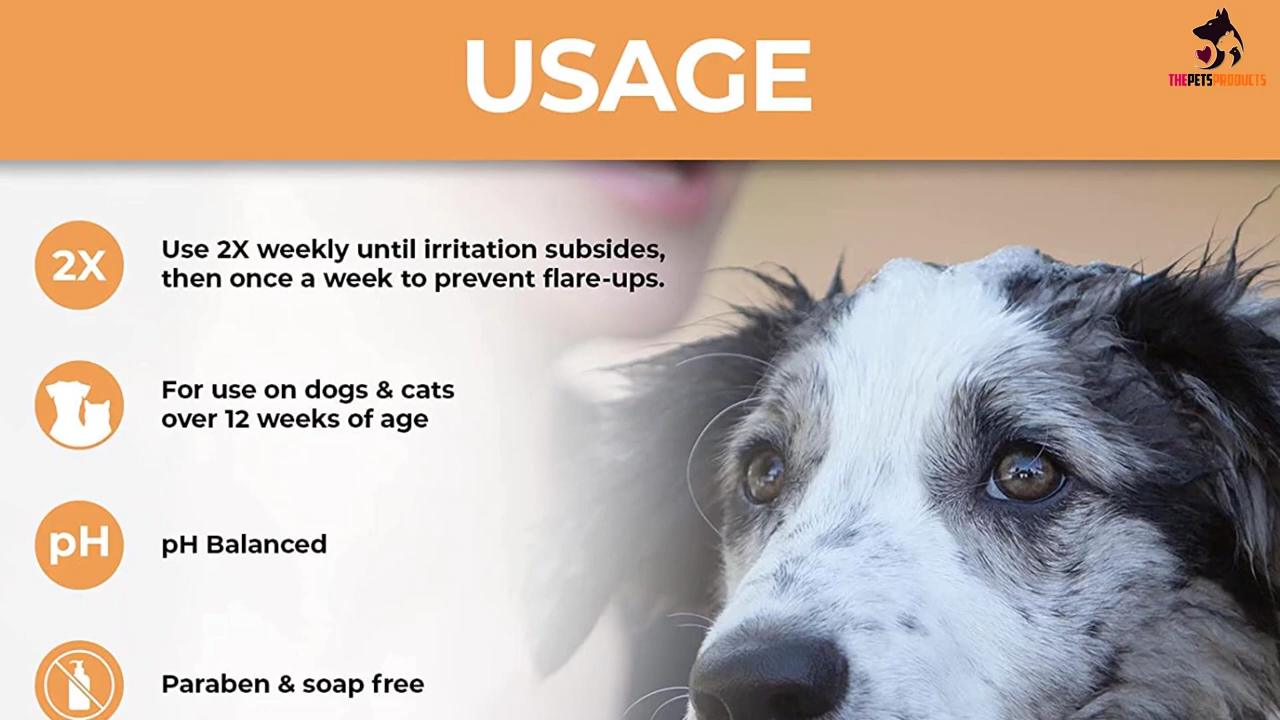 USAGE
THEPETSPRODUCTS
2X
Use 2X weekly until irritation subsides,
then once a week to prevent flare-ups.
For use on dogs & cats
over 12 weeks of age
pH
pH Balanced
Paraben & soap free